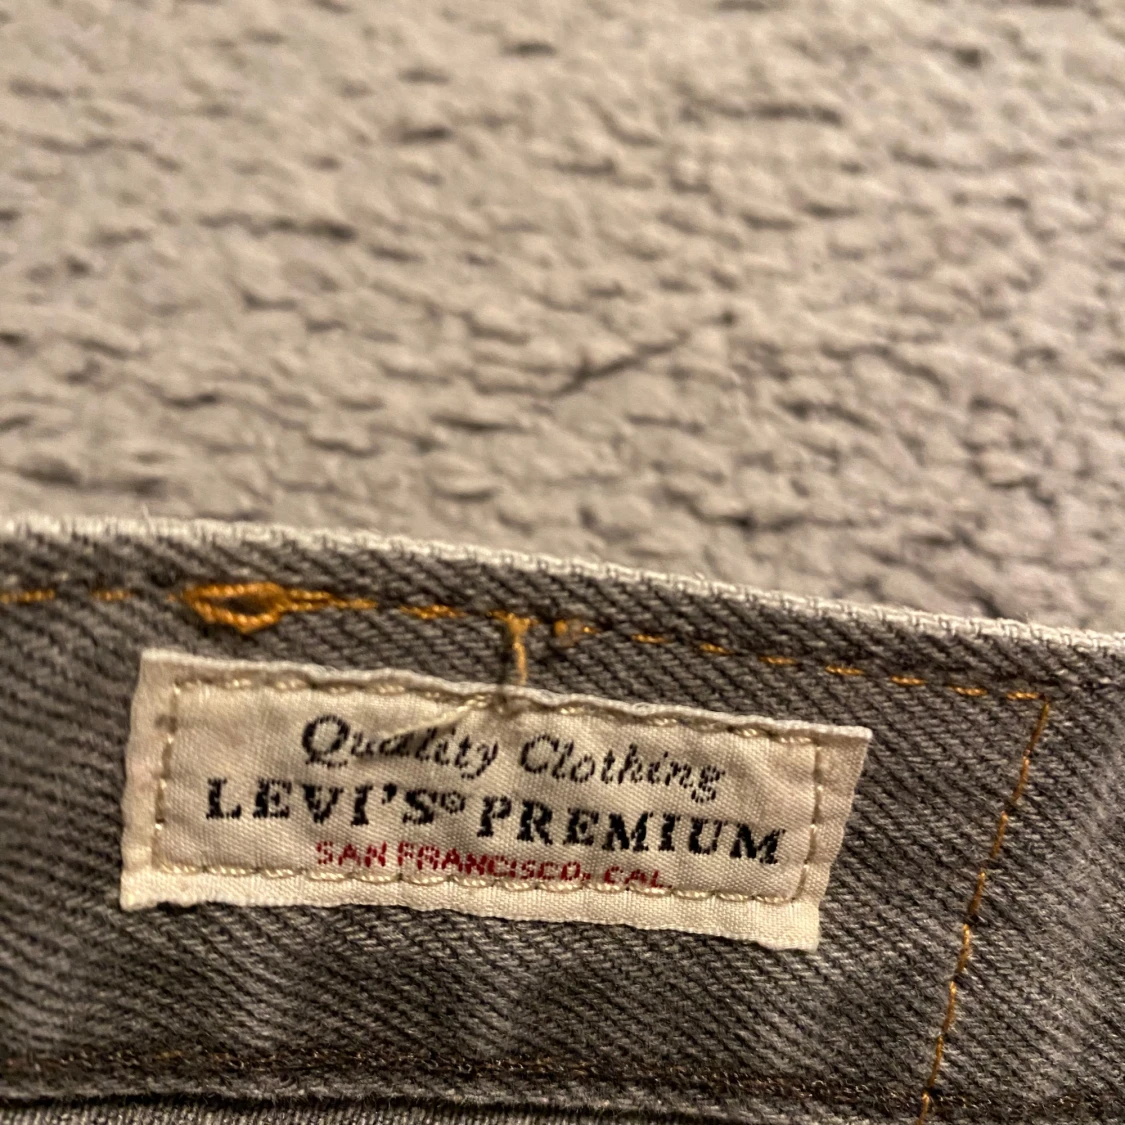 Quality Clothing
LEVI'S® PREMIUM
SAN FRANCISCO, CAL.